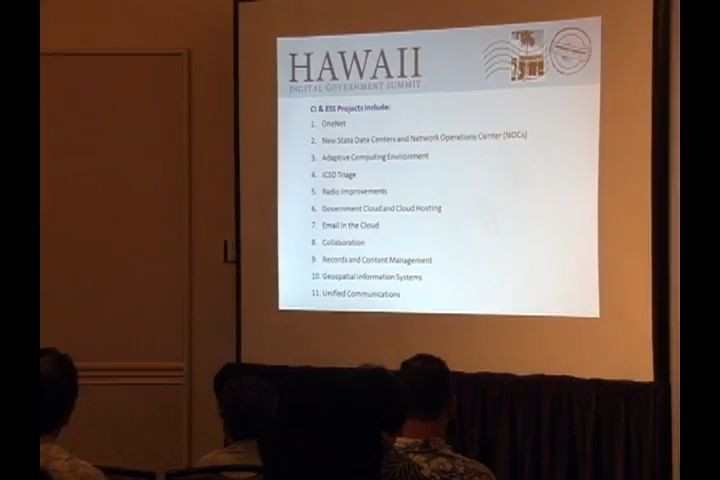 HAWAII
DIGITAL GOVERNMENT SUMMIT
CI & ESS Projects Include:
1. OneNet
2. New State Data Centers and Network Operations Center (NOCs)
3. Adaptive Computing Environment
4. ICSD Triage
5. Radio Improvements
6. Government Cloud and Cloud Hosting
7. Email in the Cloud
8. Collaboration
9. Records and Content Management
10. Geospatial Information Systems
11. Unified Communications